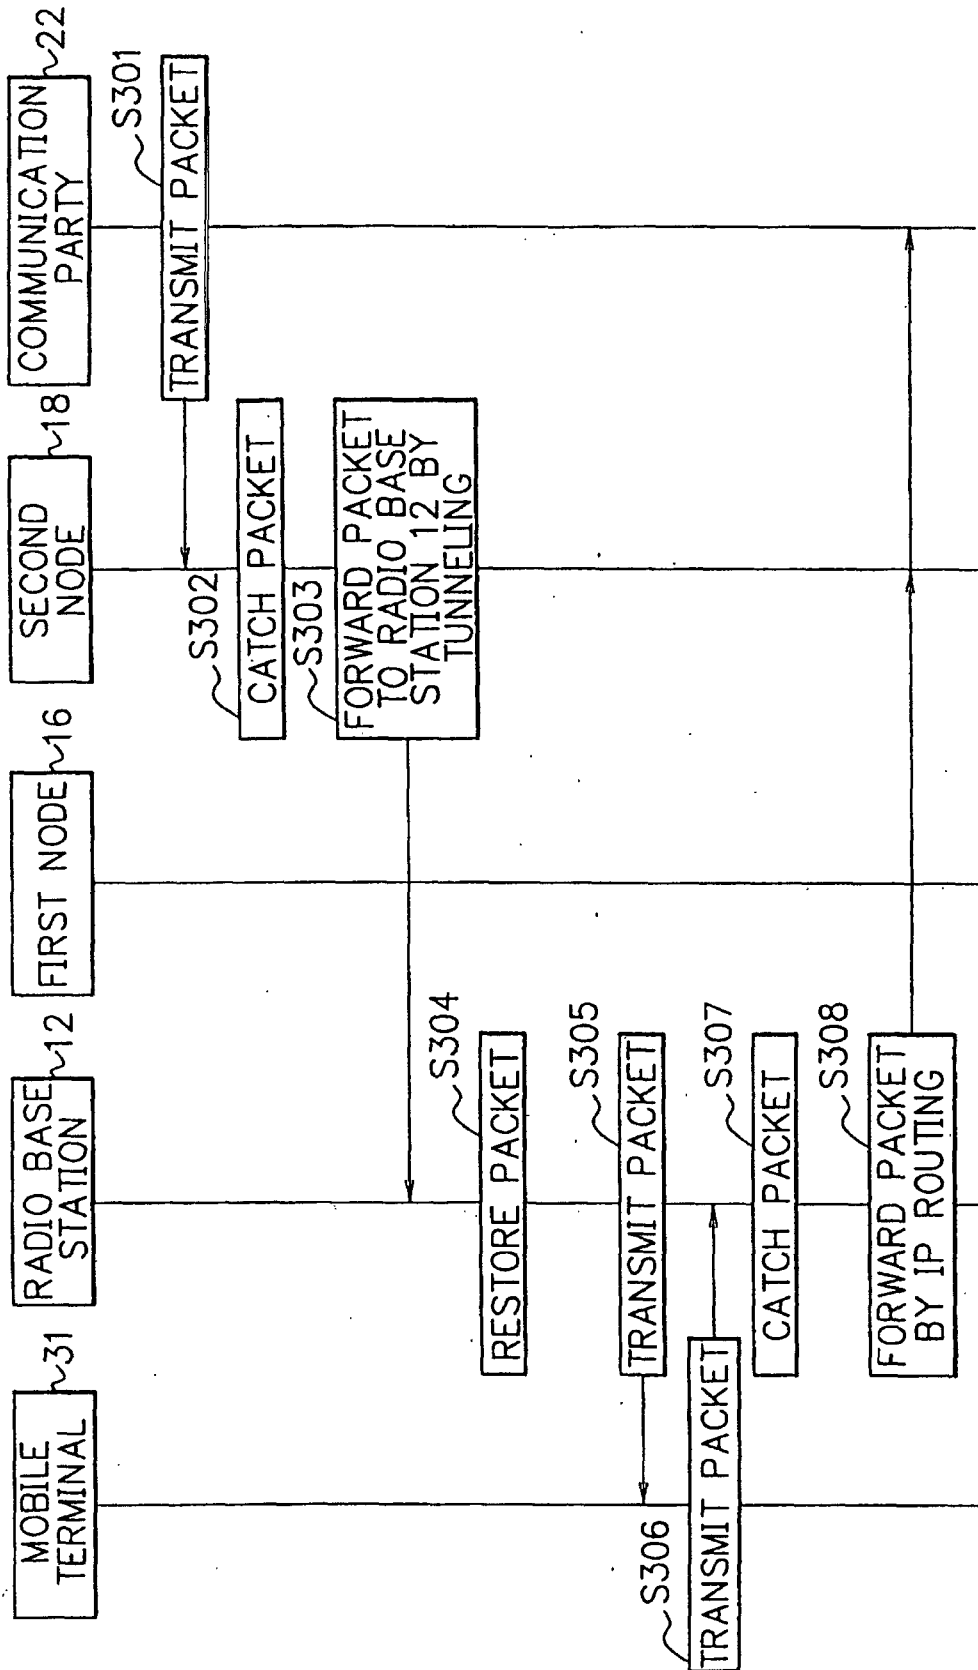 MOBILE
TERMINAL
31
RADIO BASE
STATION
12
FIRST NODE
16
SECOND
NODE
18
COMMUNICATION
PARTY
22
S301
TRANSMIT PACKET
S302
CATCH PACKET
S303
FORWARD PACKET
TO RADIO BASE
STATION 12 BY
TUNNELING
S304
RESTORE PACKET
S305
TRANSMIT PACKET
S306
TRANSMIT PACKET
S307
CATCH PACKET
S308
FORWARD PACKET
BY IP ROUTING